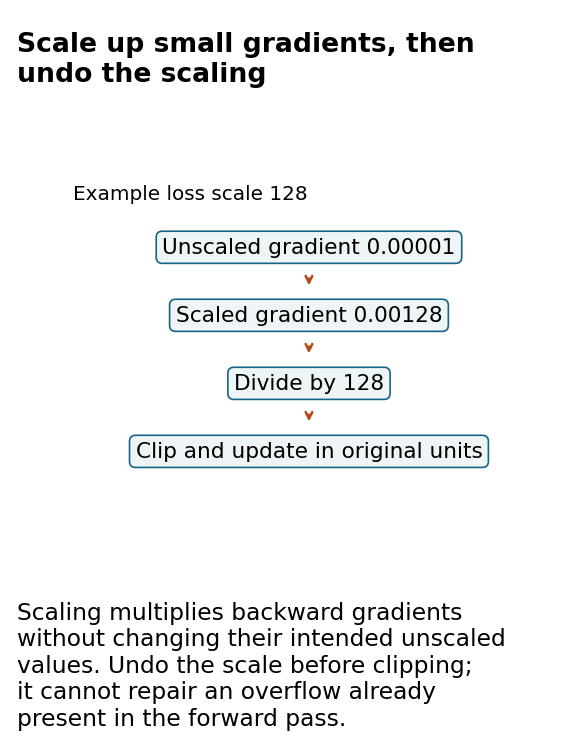 Scale up small gradients, then
undo the scaling
Example loss scale 128
Unscaled gradient 0.00001
Scaled gradient 0.00128
Divide by 128
Clip and update in original units
Scaling multiplies backward gradients
without changing their intended unscaled
values. Undo the scale before clipping;
it cannot repair an overflow already
present in the forward pass.